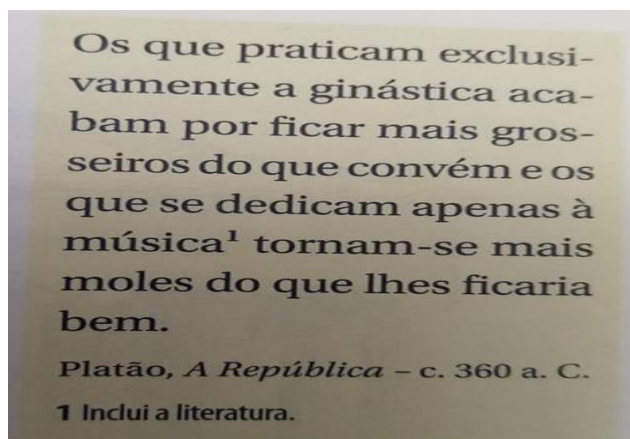 Os que praticam exclusi-
vamente a ginástica aca-
bam por ficar mais gros-
seiros do que convém e os
que se dedicam apenas à
música¹ tornam-se mais
moles do que lhes ficaria
bem.
Platão, A República – c. 360 a. C.
1 Inclui a literatura.